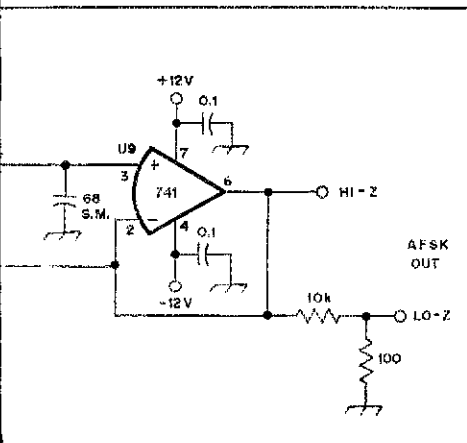 +12V
0.1
U9
7
3
+
741
6
HI-Z
68
S.M.
2
−
4
0.1
-12V
AFSK
OUT
10k
LO-Z
100